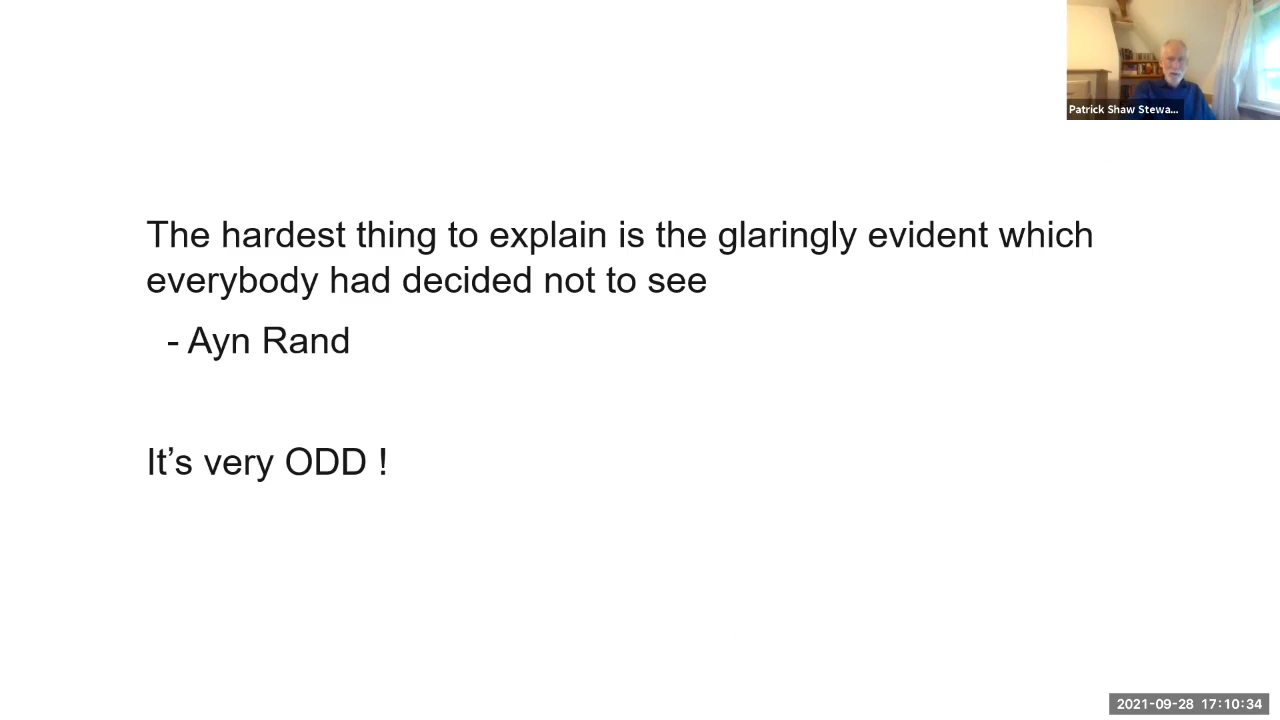 Patrick Shaw Stewa...
The hardest thing to explain is the glaringly evident which
everybody had decided not to see
- Ayn Rand
It’s very ODD !
2021-09-28 17:10:34